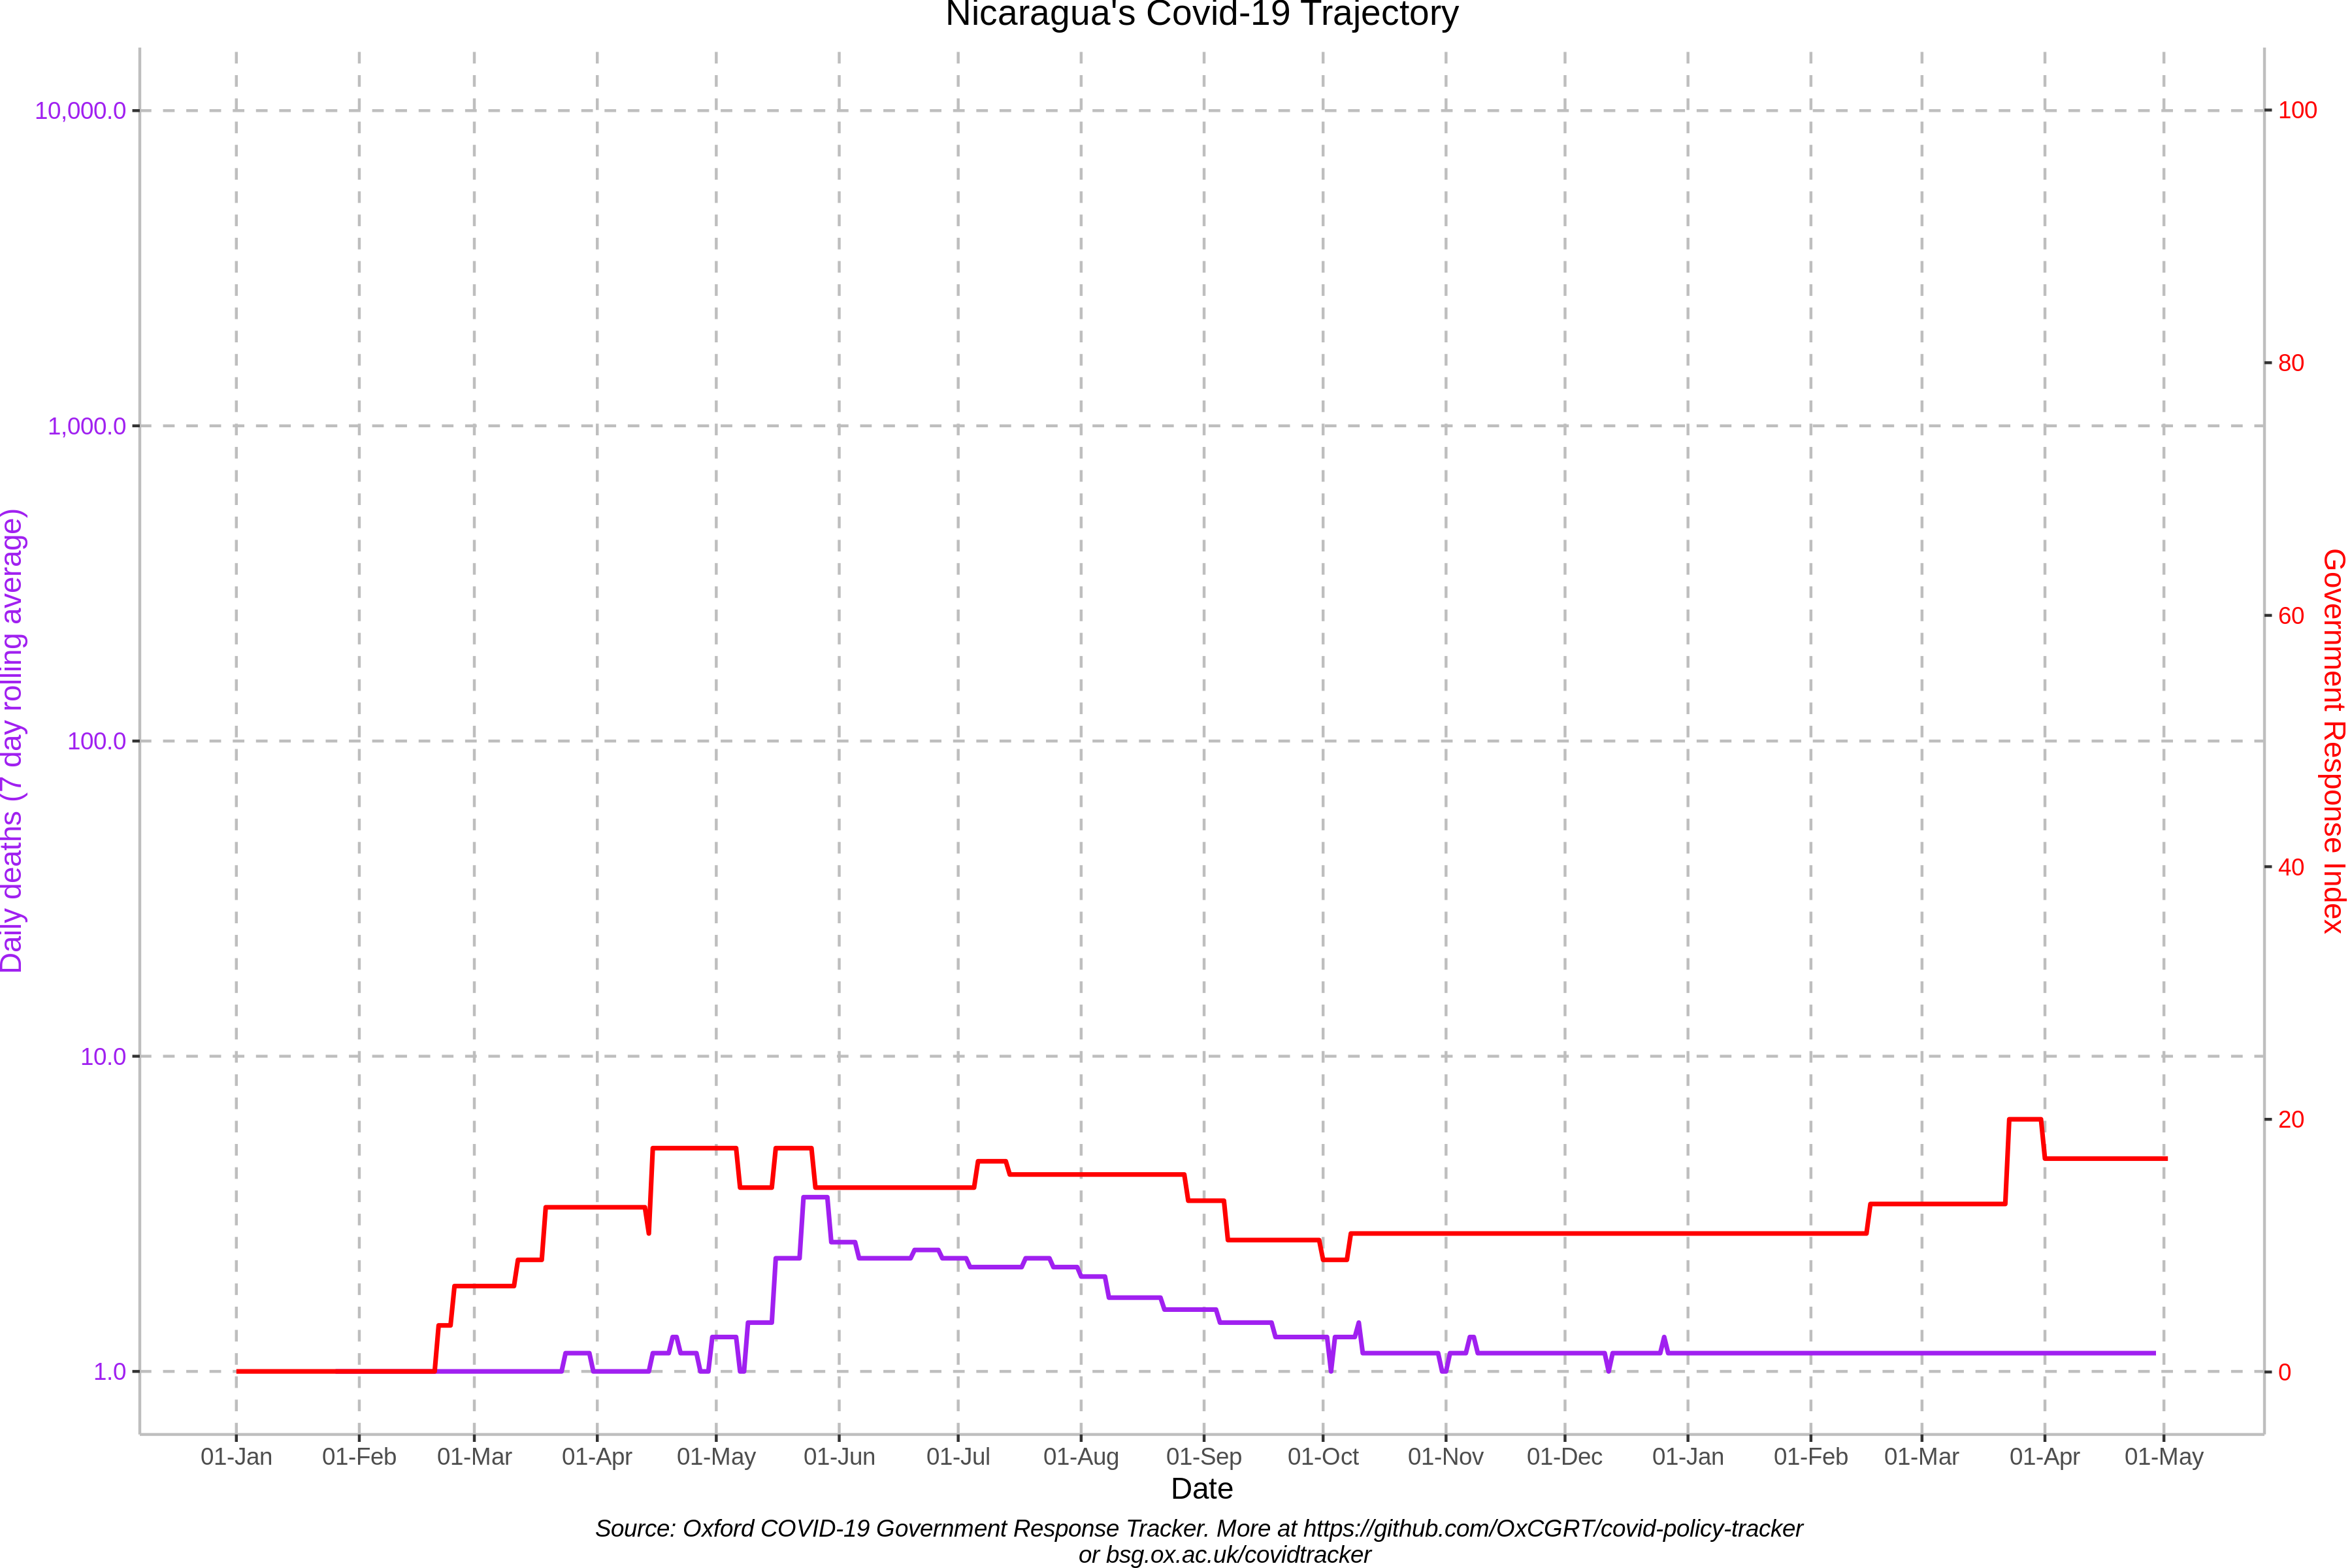 Nicaragua's Covid-19 Trajectory
10,000.0
1,000.0
100.0
10.0
1.0
Daily deaths (7 day rolling average)
100
80
60
40
20
0
Government Response Index
01-Jan 01-Feb 01-Mar 01-Apr 01-May 01-Jun 01-Jul 01-Aug 01-Sep 01-Oct 01-Nov 01-Dec 01-Jan 01-Feb 01-Mar 01-Apr 01-May
Date
Source: Oxford COVID-19 Government Response Tracker. More at https://github.com/OxCGRT/covid-policy-tracker
or bsg.ox.ac.uk/covidtracker